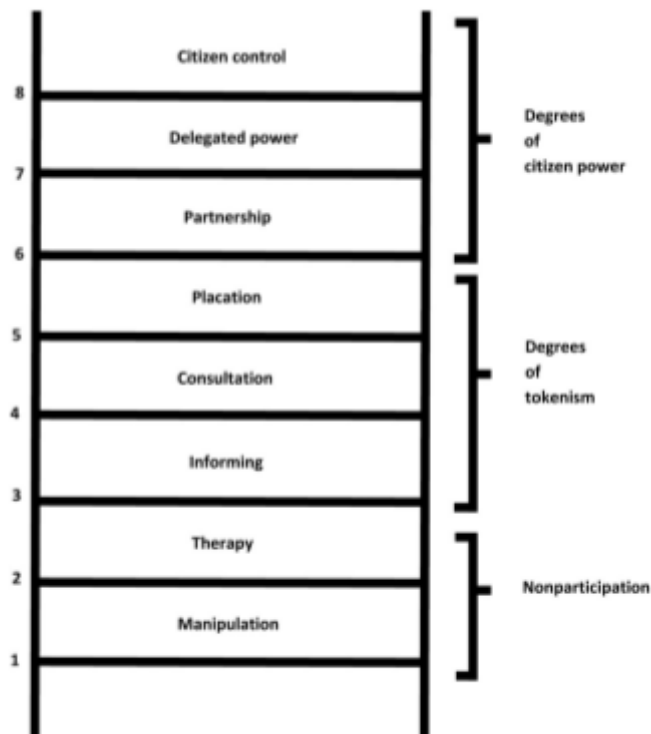 Citizen control
8
Delegated power
7
Partnership
6
Placation
5
Consultation
4
Informing
3
Therapy
2
Manipulation
1
Degrees
of
citizen power
Degrees
of
tokenism
Nonparticipation